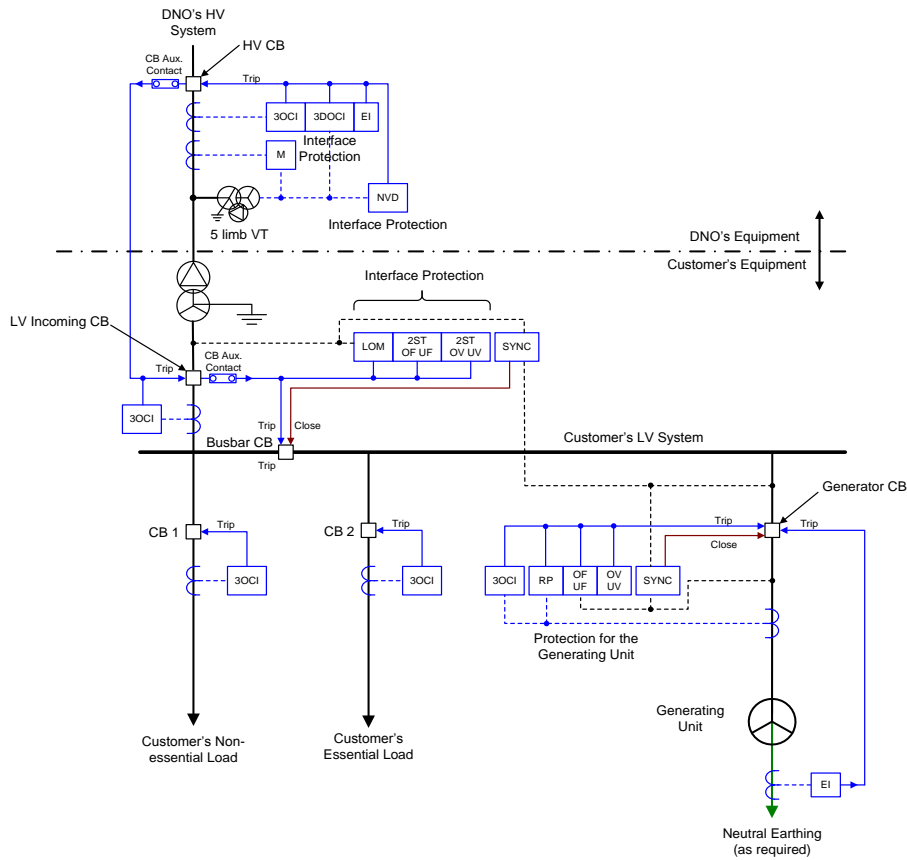 DNO's HV
System
HV CB
CB Aux.
Contact
Trip
3OCI
3DOCI
EI
Interface
Protection
M
NVD
5 limb VT
Interface Protection
DNO's Equipment
Customer's Equipment
Interface Protection
LV Incoming CB
LOM
2ST
OF UF
2ST
OV UV
SYNC
Trip
CB Aux.
Contact
3OCI
Trip
Close
Busbar CB
Trip
Customer's LV System
Generator CB
CB 1
Trip
CB 2
Trip
Trip
Trip
Close
3OCI
3OCI
3OCI
RP
OF
UF
OV
UV
SYNC
Protection for the
Generating Unit
Generating
Unit
Customer's Non-
essential Load
Customer's
Essential Load
EI
Neutral Earthing
(as required)